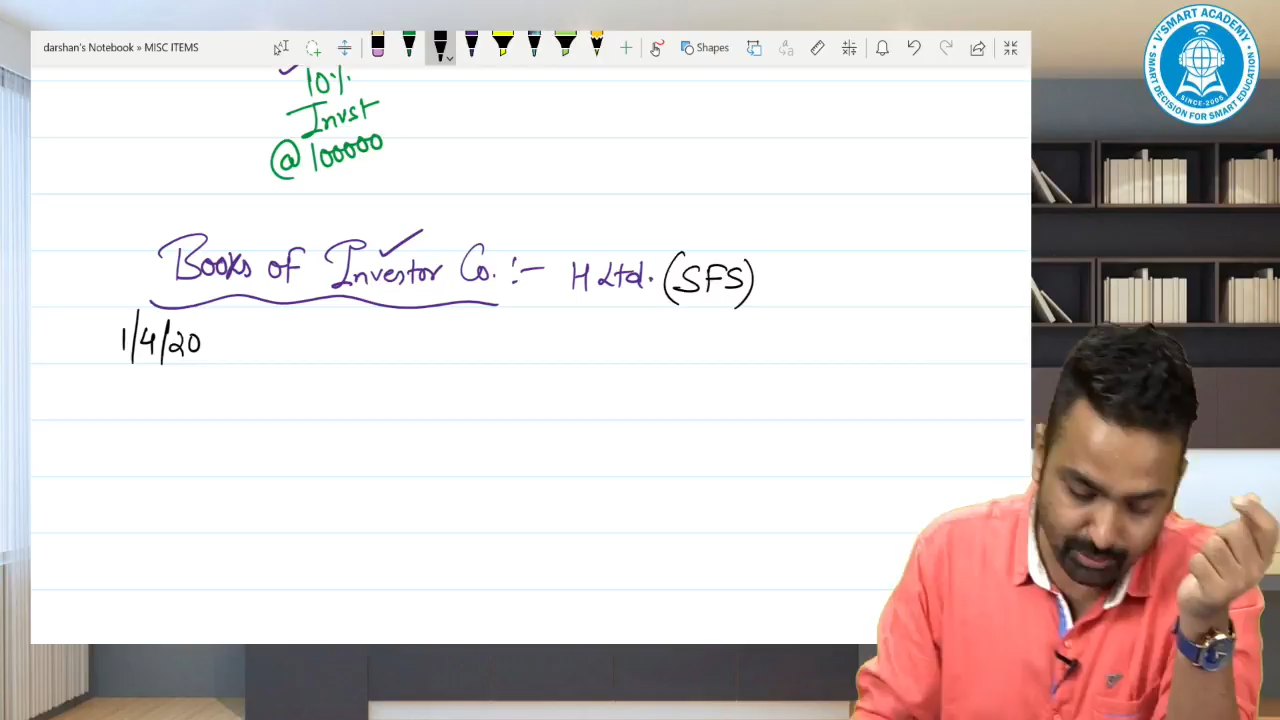 darshan's Notebook » MISC ITEMS
Shapes
10%
Invst
@ 100000
Books of Investor Co. :- H Ltd. (SFS)
1/4/20
V'SMART ACADEMY
SINCE-2005
SMART DECISION FOR SMART EDUCATION